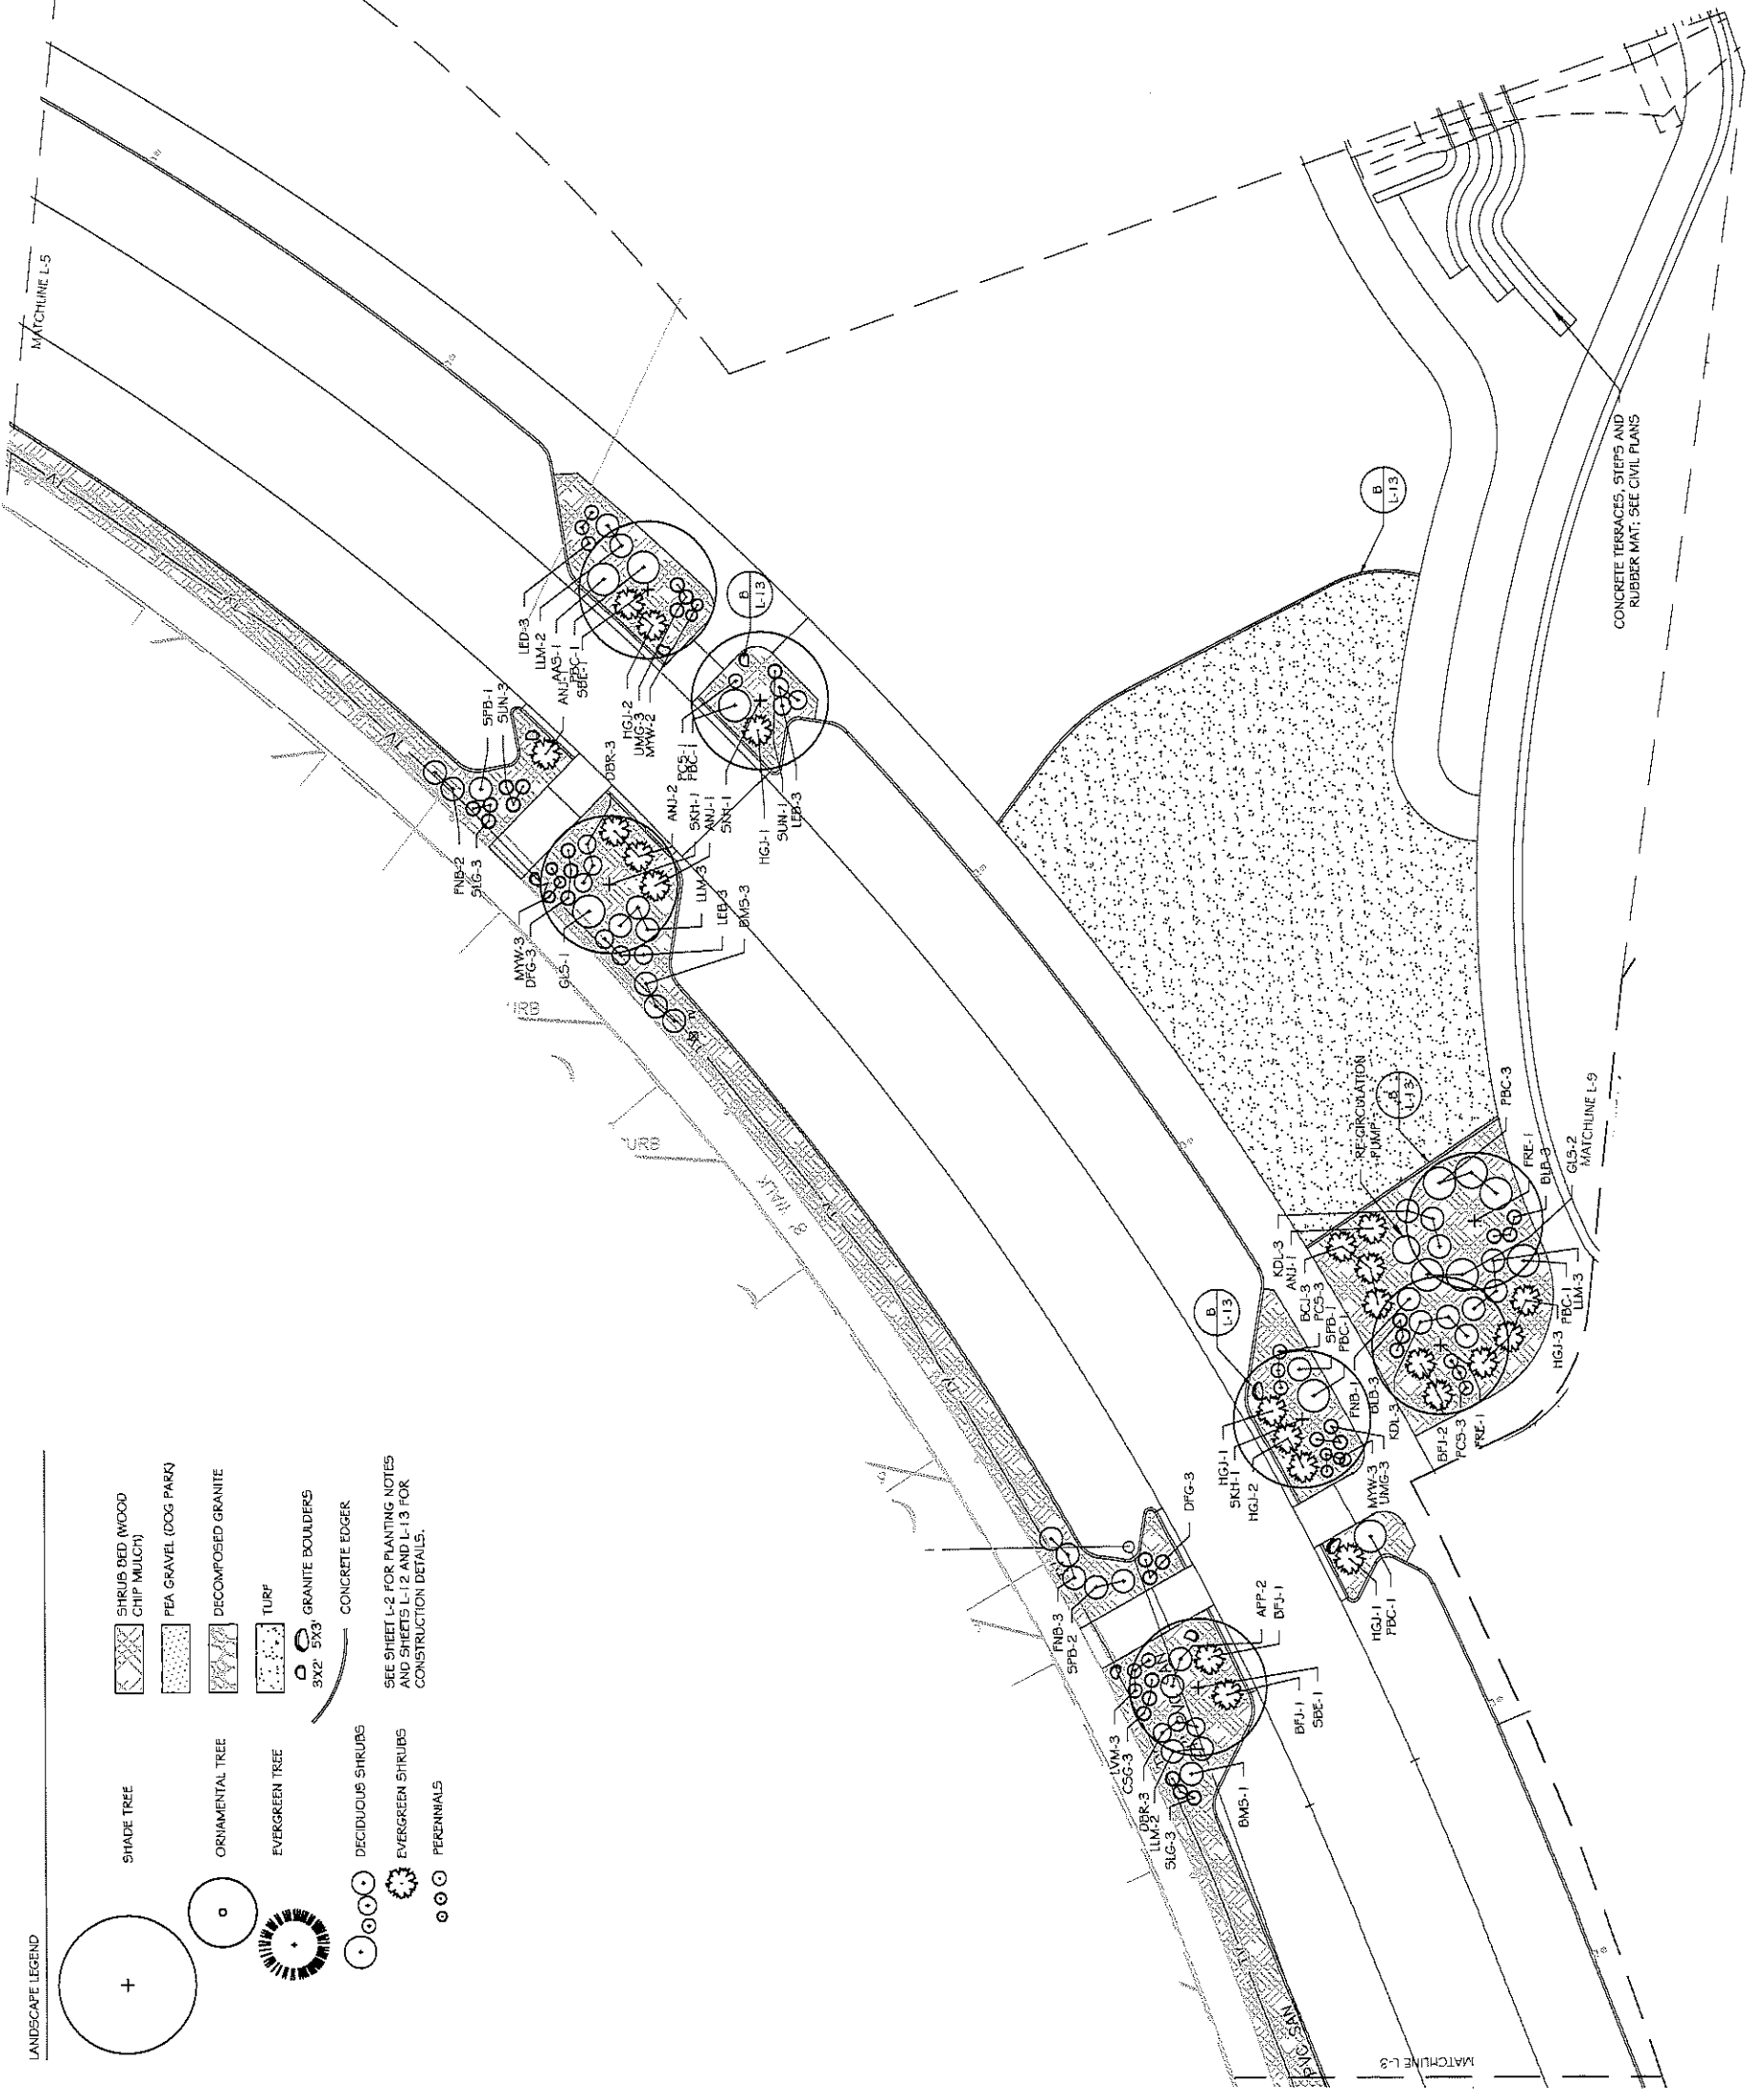 LANDSCAPE LEGEND
SHADE TREE
ORNAMENTAL TREE
EVERGREEN TREE
DECIDUOUS SHRUBS
EVERGREEN SHRUBS
PERENNIALS
SHRUB BED (WOOD
CHIP MULCH)
PEA GRAVEL (DOG PARK)
DECOMPOSED GRANITE
TURF
3X2' 5X3'
GRANITE BOULDERS
CONCRETE EDGER
SEE SHEET L-2 FOR PLANTING NOTES
AND SHEETS L-12 AND L-13 FOR
CONSTRUCTION DETAILS.
MATCHLINE L-5
LED-3
LLM-2
AAS-1
ANJ-1
PBC-1
SBE-1
HGJ-2
UMG-3
MYW-2
B
L-13
SPB-1
SUN-3
FNB-2
SLG-3
DBR-3
ANJ-2
SKH-1
ANJ-1
SKH-1
PCS-1
PBC-1
HGJ-1
SUN-1
LEB-3
MYW-3
DFG-3
GLS-1
LLM-3
LEB-3
BMS-3
URB
8' WALK
TV
B
L-13
CONCRETE TERRACES, STEPS AND
RUBBER MAT; SEE CIVIL PLANS
RE-CIRCULATION
PUMP
B
L-13
PBC-3
FRE-1
BLB-3
GLS-2
MATCHLINE L-9
KDL-3
ANJ-1
BCJ-3
PCS-3
SPB-1
PBC-1
PBC-1
LLM-3
HGJ-3
FNB-1
BLB-3
KDL-3
BFJ-2
PCS-3
FRE-1
B
L-13
HGJ-1
SKH-1
HGJ-2
MYW-3
UMG-3
HGJ-1
PBC-1
DFG-3
FNB-3
SPB-2
APP-2
BFJ-1
BFJ-1
SBE-1
LVM-3
CSG-3
DBR-3
LLM-2
SLG-3
BMS-1
PVC SAN
MATCHLINE L-3